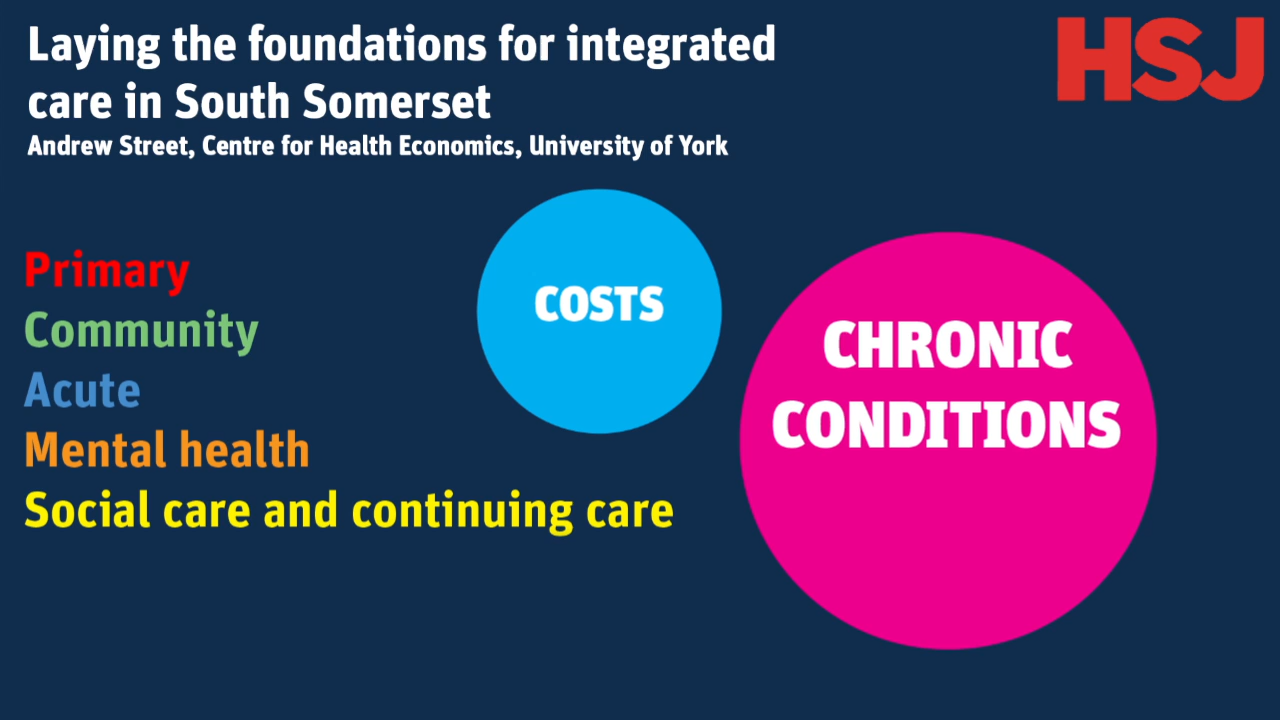 Laying the foundations for integrated
care in South Somerset
Andrew Street, Centre for Health Economics, University of York
HSJ
Primary
Community
Acute
Mental health
Social care and continuing care
COSTS
CHRONIC
CONDITIONS